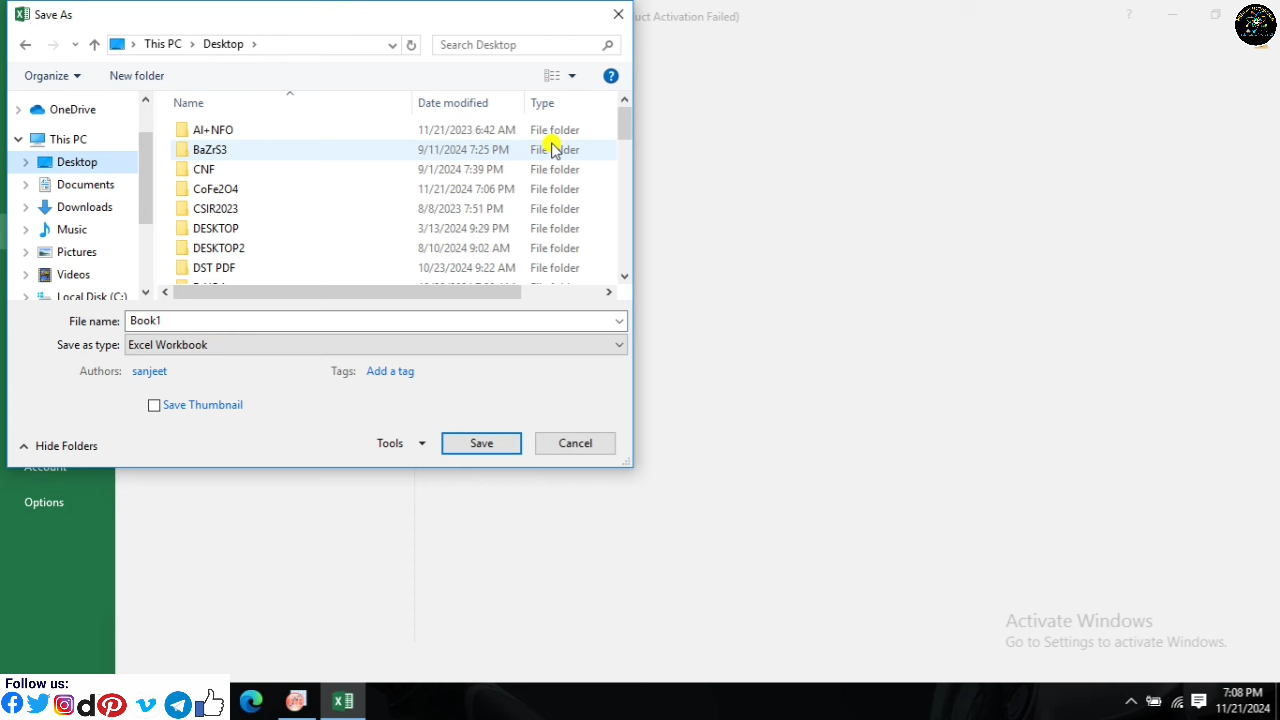 Save As
uct Activation Failed)
This PC > Desktop >
Search Desktop
Organize
New folder
Name
Date modified
Type
OneDrive
This PC
Desktop
Documents
Downloads
Music
Pictures
Videos
Local Disk (C:)
AI+NFO 11/21/2023 6:42 AM File folder
BaZrS3 9/11/2024 7:25 PM File folder
CNF 9/1/2024 7:39 PM File folder
CoFe2O4 11/21/2024 7:06 PM File folder
CSIR2023 8/8/2023 7:51 PM File folder
DESKTOP 3/13/2024 9:29 PM File folder
DESKTOP2 8/10/2024 9:02 AM File folder
DST PDF 10/23/2024 9:22 AM File folder
File name: Book1
Save as type: Excel Workbook
Authors: sanjeet
Tags: Add a tag
Save Thumbnail
Hide Folders
Tools
Save
Cancel
Account
Options
Activate Windows
Go to Settings to activate Windows.
Follow us:
7:08 PM
11/21/2024